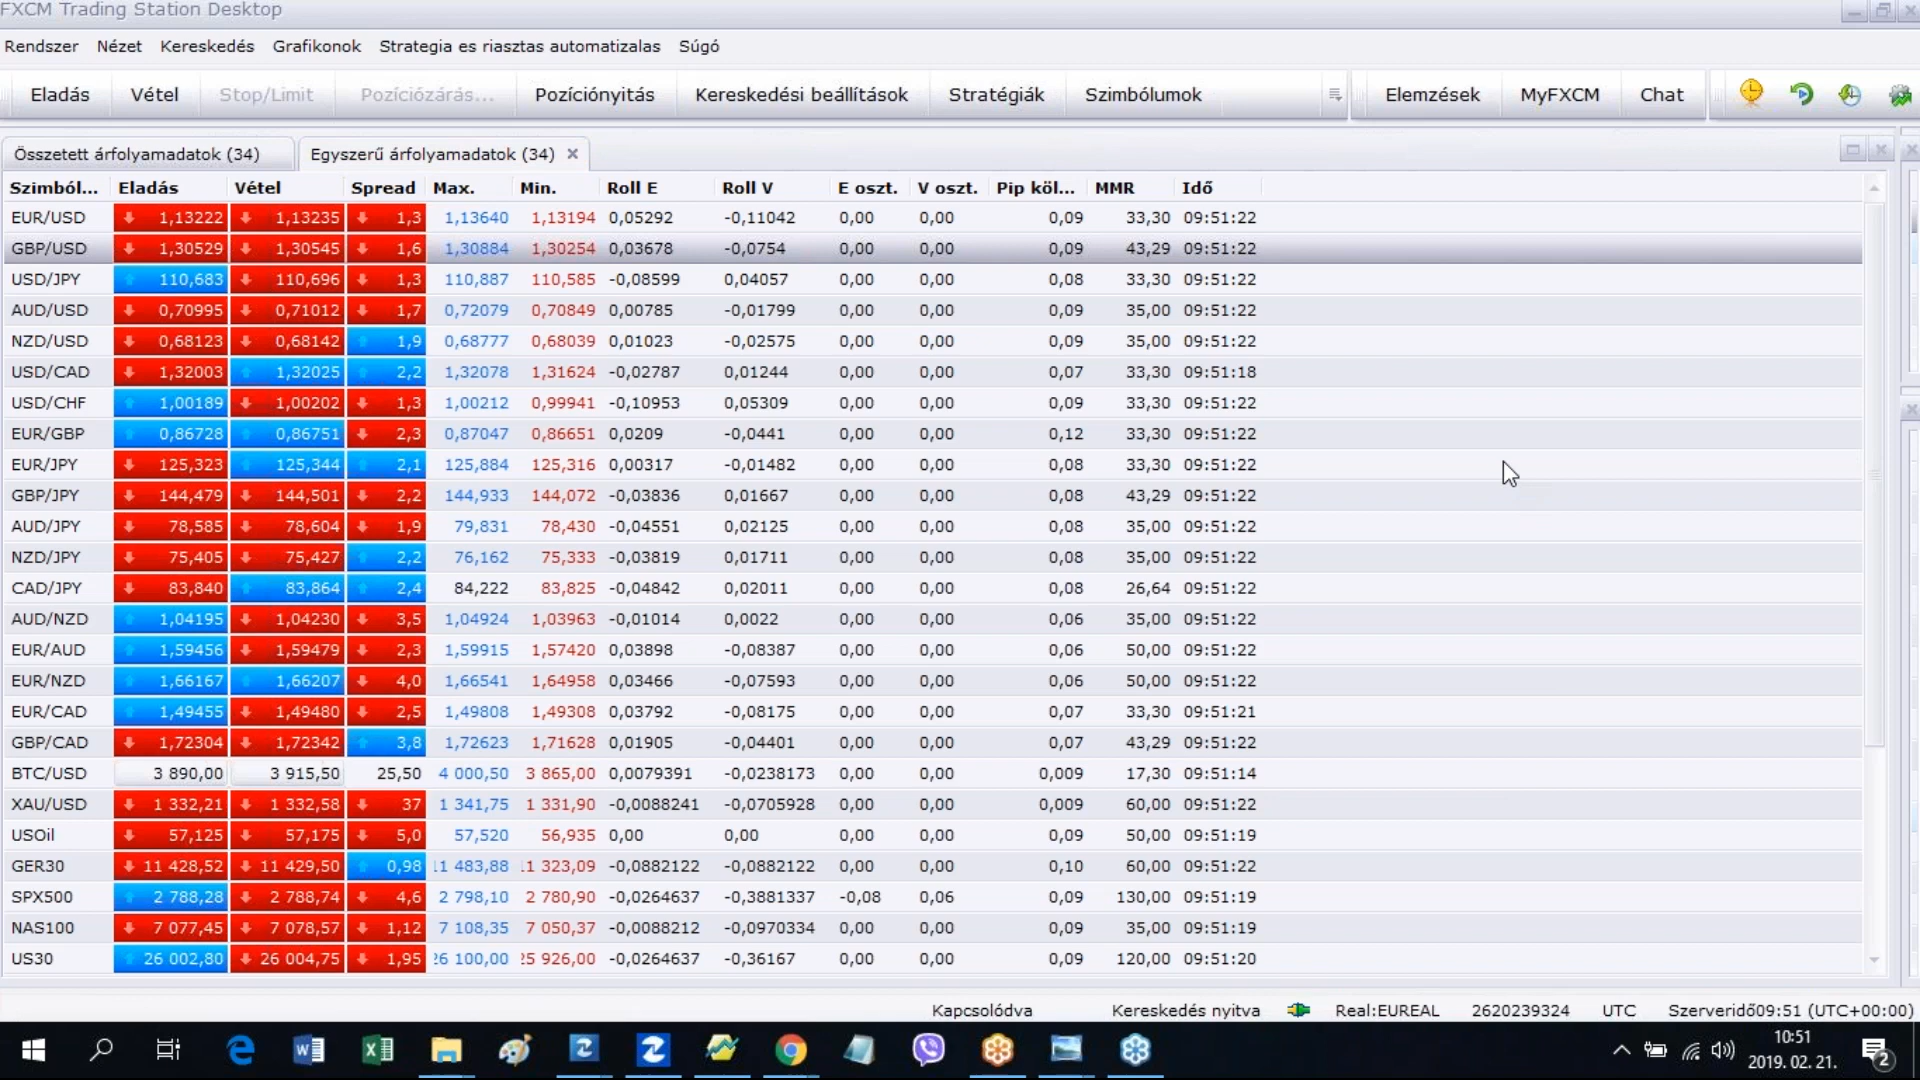 FXCM Trading Station Desktop
Rendszer Nézet Kereskedés Grafikonok Strategia es riasztas automatizalas Súgó
Eladás Vétel Stop/Limit Pozíciózárás... Pozíciónyitás Kereskedési beállítások Stratégiák Szimbólumok Elemzések MyFXCM Chat
Összetett árfolyamadatok (34) Egyszerű árfolyamadatok (34)
Szimból... Eladás Vétel Spread Max. Min. Roll E Roll V E oszt. V oszt. Pip köl... MMR Idő
EUR/USD 1,13222 1,13235 1,3 1,13640 1,13194 0,05292 -0,11042 0,00 0,00 0,09 33,30 09:51:22
GBP/USD 1,30529 1,30545 1,6 1,30884 1,30254 0,03678 -0,0754 0,00 0,00 0,09 43,29 09:51:22
USD/JPY 110,683 110,696 1,3 110,887 110,585 -0,08599 0,04057 0,00 0,00 0,08 33,30 09:51:22
AUD/USD 0,70995 0,71012 1,7 0,72079 0,70849 0,00785 -0,01799 0,00 0,00 0,09 35,00 09:51:22
NZD/USD 0,68123 0,68142 1,9 0,68777 0,68039 0,01023 -0,02575 0,00 0,00 0,09 35,00 09:51:22
USD/CAD 1,32003 1,32025 2,2 1,32078 1,31624 -0,02787 0,01244 0,00 0,00 0,07 33,30 09:51:18
USD/CHF 1,00189 1,00202 1,3 1,00212 0,99941 -0,10953 0,05309 0,00 0,00 0,09 33,30 09:51:22
EUR/GBP 0,86728 0,86751 2,3 0,87047 0,86651 0,0209 -0,0441 0,00 0,00 0,12 33,30 09:51:22
EUR/JPY 125,323 125,344 2,1 125,884 125,316 0,00317 -0,01482 0,00 0,00 0,08 33,30 09:51:22
GBP/JPY 144,479 144,501 2,2 144,933 144,072 -0,03836 0,01667 0,00 0,00 0,08 43,29 09:51:22
AUD/JPY 78,585 78,604 1,9 79,831 78,430 -0,04551 0,02125 0,00 0,00 0,08 35,00 09:51:22
NZD/JPY 75,405 75,427 2,2 76,162 75,333 -0,03819 0,01711 0,00 0,00 0,08 35,00 09:51:22
CAD/JPY 83,840 83,864 2,4 84,222 83,825 -0,04842 0,02011 0,00 0,00 0,08 26,64 09:51:22
AUD/NZD 1,04195 1,04230 3,5 1,04924 1,03963 -0,01014 0,0022 0,00 0,00 0,06 35,00 09:51:22
EUR/AUD 1,59456 1,59479 2,3 1,59915 1,57420 0,03898 -0,08387 0,00 0,00 0,06 50,00 09:51:22
EUR/NZD 1,66167 1,66207 4,0 1,66541 1,64958 0,03466 -0,07593 0,00 0,00 0,06 50,00 09:51:22
EUR/CAD 1,49455 1,49480 2,5 1,49808 1,49308 0,03792 -0,08175 0,00 0,00 0,07 33,30 09:51:21
GBP/CAD 1,72304 1,72342 3,8 1,72623 1,71628 0,01905 -0,04401 0,00 0,00 0,07 43,29 09:51:22
BTC/USD 3 890,00 3 915,50 25,50 4 000,50 3 865,00 0,0079391 -0,0238173 0,00 0,00 0,009 17,30 09:51:14
XAU/USD 1 332,21 1 332,58 37 1 341,75 1 331,90 -0,0088241 -0,0705928 0,00 0,00 0,009 60,00 09:51:22
USOil 57,125 57,175 5,0 57,520 56,935 0,00 0,00 0,00 0,00 0,09 50,00 09:51:19
GER30 11 428,52 11 429,50 0,98 11 483,88 11 323,09 -0,0882122 -0,0882122 0,00 0,00 0,10 60,00 09:51:22
SPX500 2 788,28 2 788,74 4,6 2 798,10 2 780,90 -0,0264637 -0,3881337 -0,08 0,06 0,09 130,00 09:51:19
NAS100 7 077,45 7 078,57 1,12 7 108,35 7 050,37 -0,0088212 -0,0970334 0,00 0,00 0,09 35,00 09:51:19
US30 26 002,80 26 004,75 1,95 26 100,00 25 926,00 -0,0264637 -0,36167 0,00 0,00 0,09 120,00 09:51:20
Kapcsolódva Kereskedés nyitva Real:EUREAL 2620239324 UTC Szerveridő09:51 (UTC+00:00)
10:51
2019. 02. 21.
2